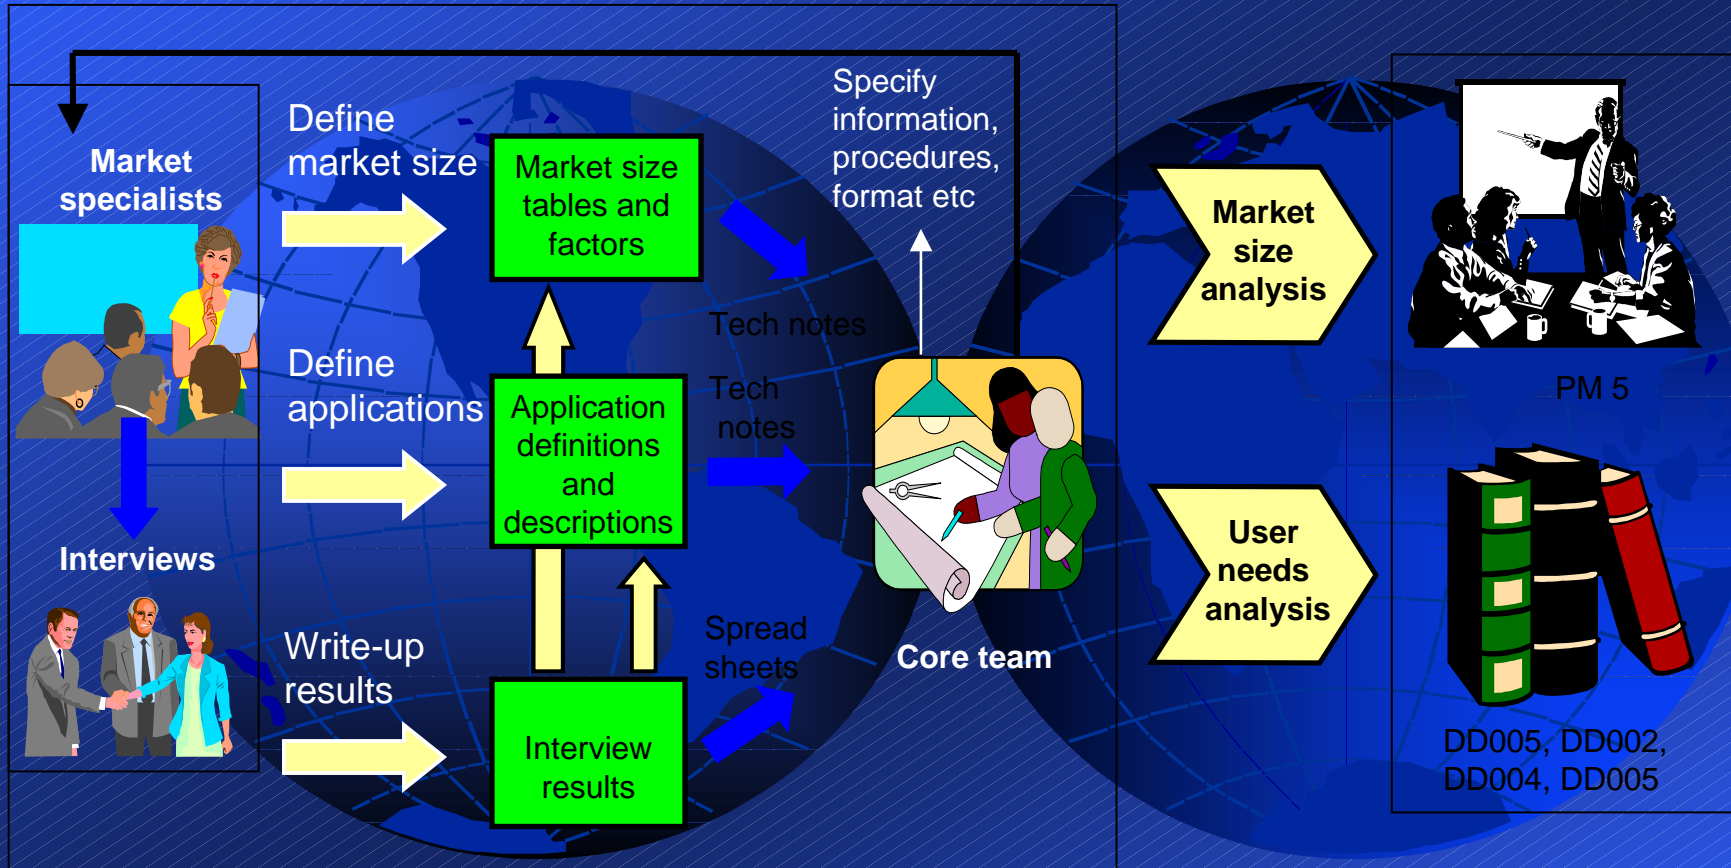 Market
specialists
Interviews
Define
market size
Define
applications
Write-up
results
Market size
tables and
factors
Application
definitions
and
descriptions
Interview
results
Tech notes
Tech
notes
Spread
sheets
Specify
information,
procedures,
format etc
Core team
Market
size
analysis
User
needs
analysis
PM 5
DD005, DD002,
DD004, DD005